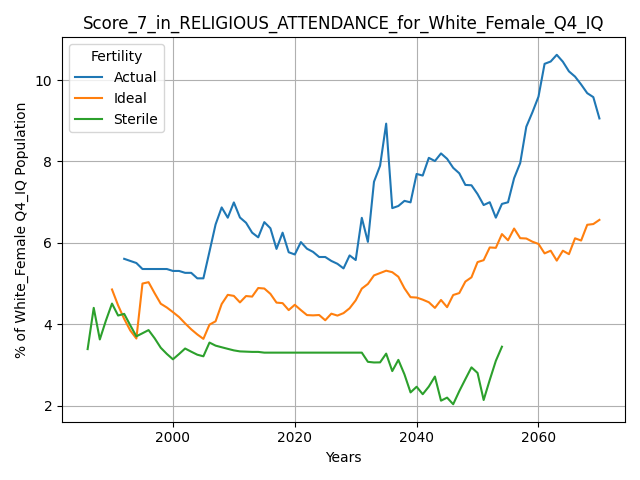 Score_7_in_RELIGIOUS_ATTENDANCE_for_White_Female_Q4_IQ
Fertility
Actual
Ideal
Sterile
% of White_Female Q4_IQ Population
10
8
6
4
2
2000 2020 2040 2060
Years